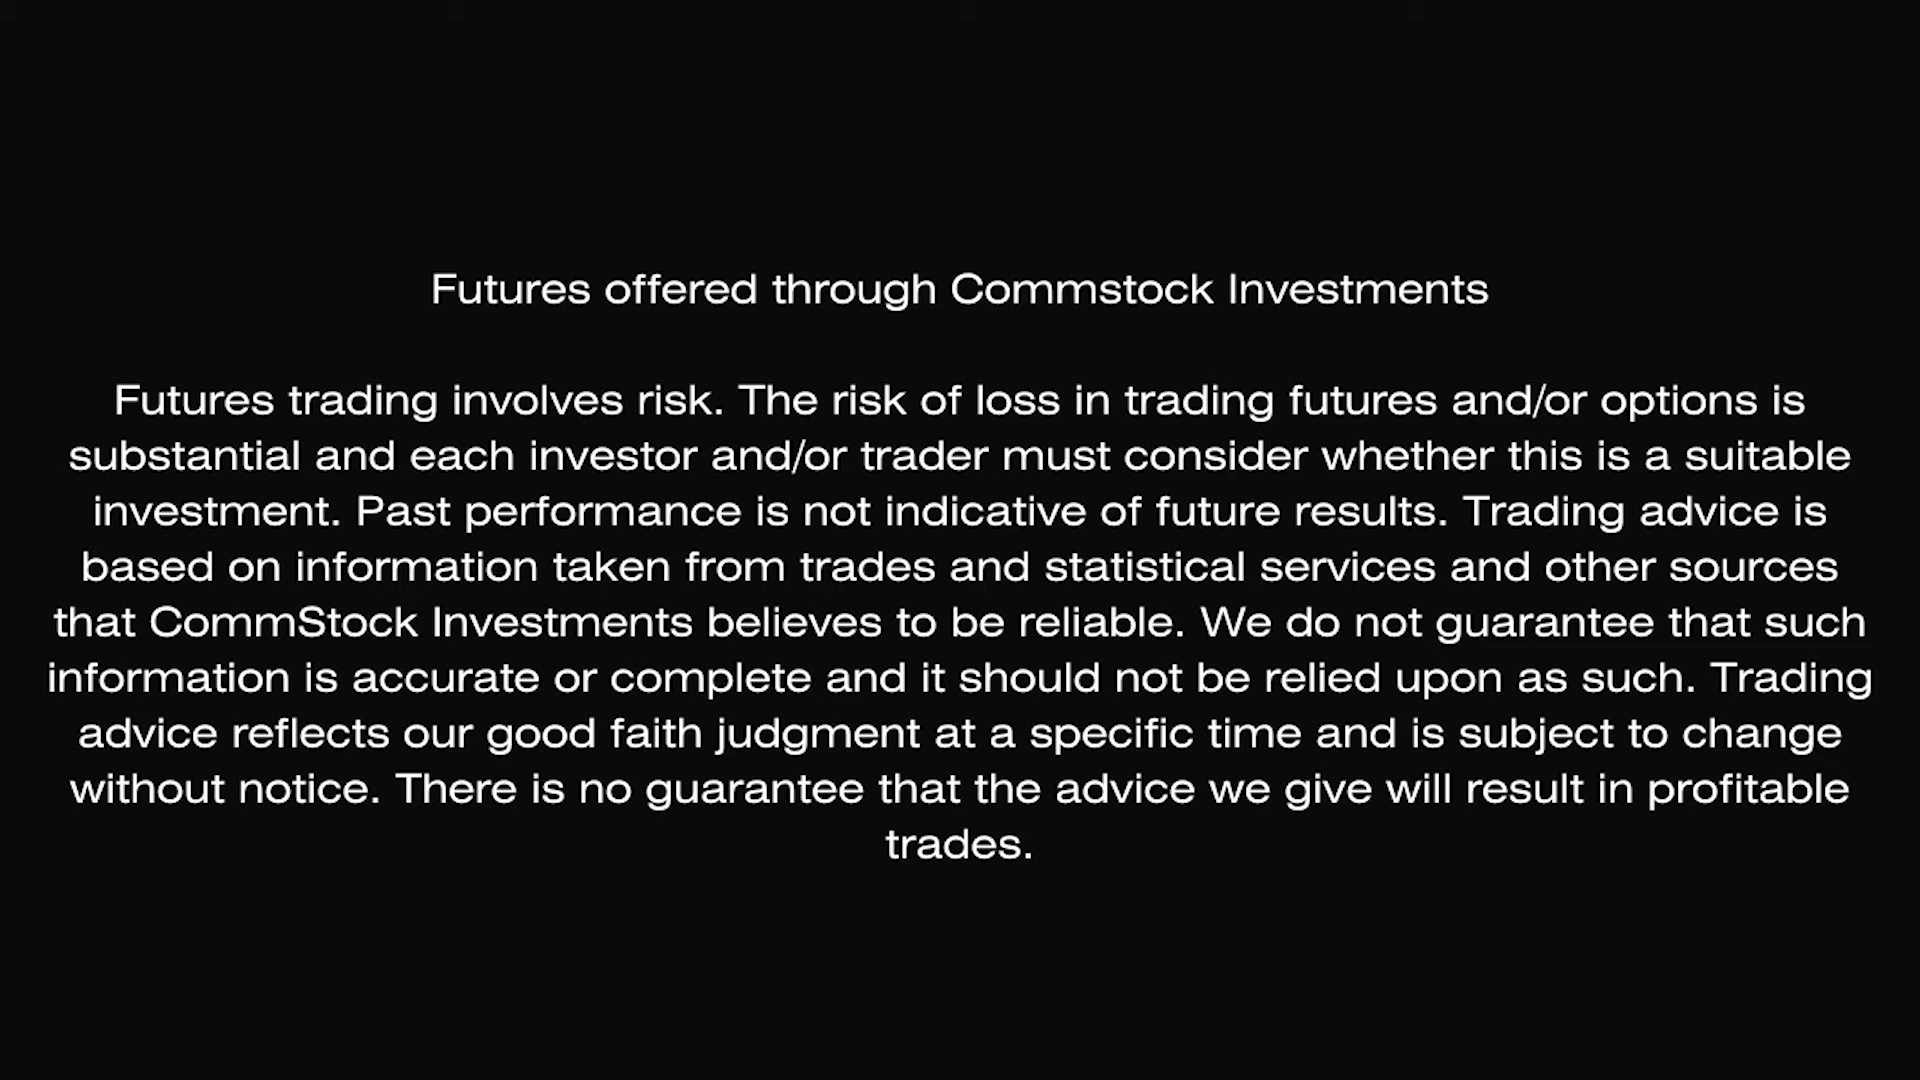 Futures offered through Commstock Investments
Futures trading involves risk. The risk of loss in trading futures and/or options is
substantial and each investor and/or trader must consider whether this is a suitable
investment. Past performance is not indicative of future results. Trading advice is
based on information taken from trades and statistical services and other sources
that CommStock Investments believes to be reliable. We do not guarantee that such
information is accurate or complete and it should not be relied upon as such. Trading
advice reflects our good faith judgment at a specific time and is subject to change
without notice. There is no guarantee that the advice we give will result in profitable
trades.